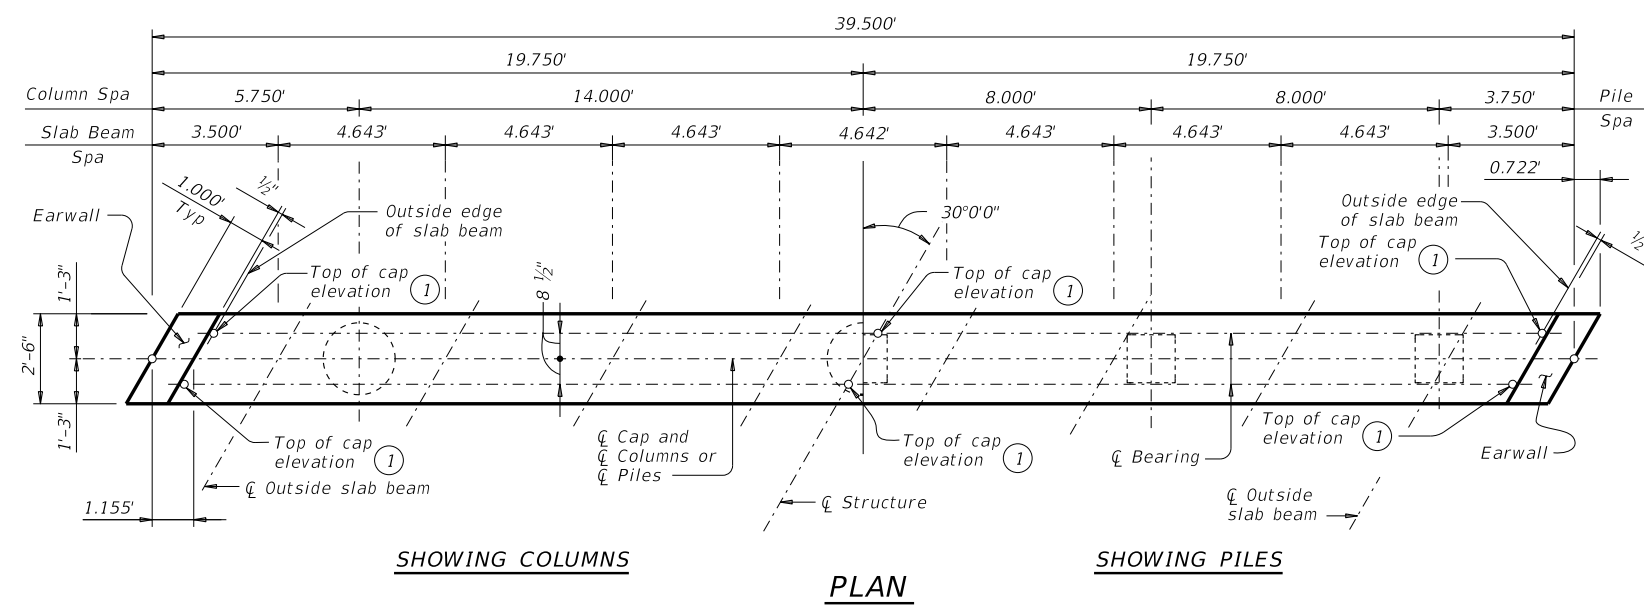 39.500'
19.750'
19.750'
Column Spa
5.750'
14.000'
8.000'
8.000'
3.750'
Pile
Spa
Slab Beam
Spa
3.500'
4.643'
4.643'
4.643'
4.642'
4.643'
4.643'
4.643'
3.500'
0.722'
1.000'
Typ
½"
Earwall
Outside edge
of slab beam
30°0'0"
Outside edge
of slab beam
½
Top of cap
elevation 1
Top of cap
elevation 1
Top of cap
elevation 1
8 ½"
1'-3"
2'-6"
1'-3"
Top of cap
elevation 1
℄ Outside slab beam
1.155'
℄ Cap and
℄ Columns or
℄ Piles
Top of cap
elevation 1
℄ Structure
℄ Bearing
Top of cap
elevation 1
Earwall
℄ Outside
slab beam
SHOWING COLUMNS
SHOWING PILES
PLAN